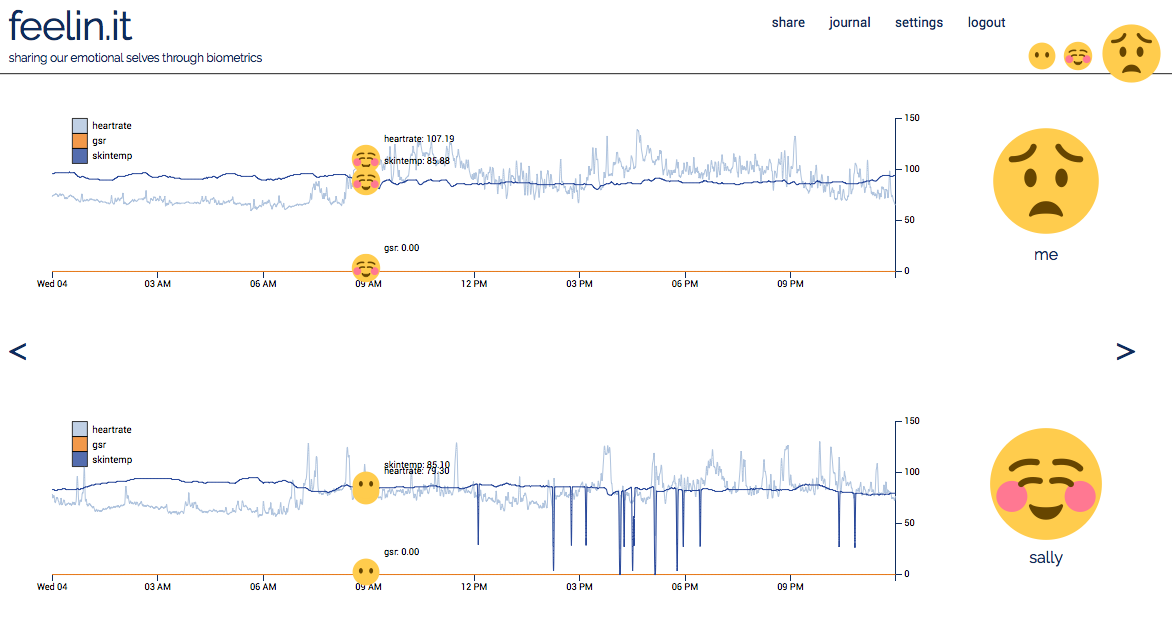 feelin.it
sharing our emotional selves through biometrics
share journal settings logout
heartrate
gsr
skintemp
heartrate: 107.19
skintemp: 85.88
gsr: 0.00
150
100
50
0
Wed 04 03 AM 06 AM 09 AM 12 PM 03 PM 06 PM 09 PM
me
< >
heartrate
gsr
skintemp
skintemp: 85.10
heartrate: 79.30
gsr: 0.00
150
100
50
0
Wed 04 03 AM 06 AM 09 AM 12 PM 03 PM 06 PM 09 PM
sally